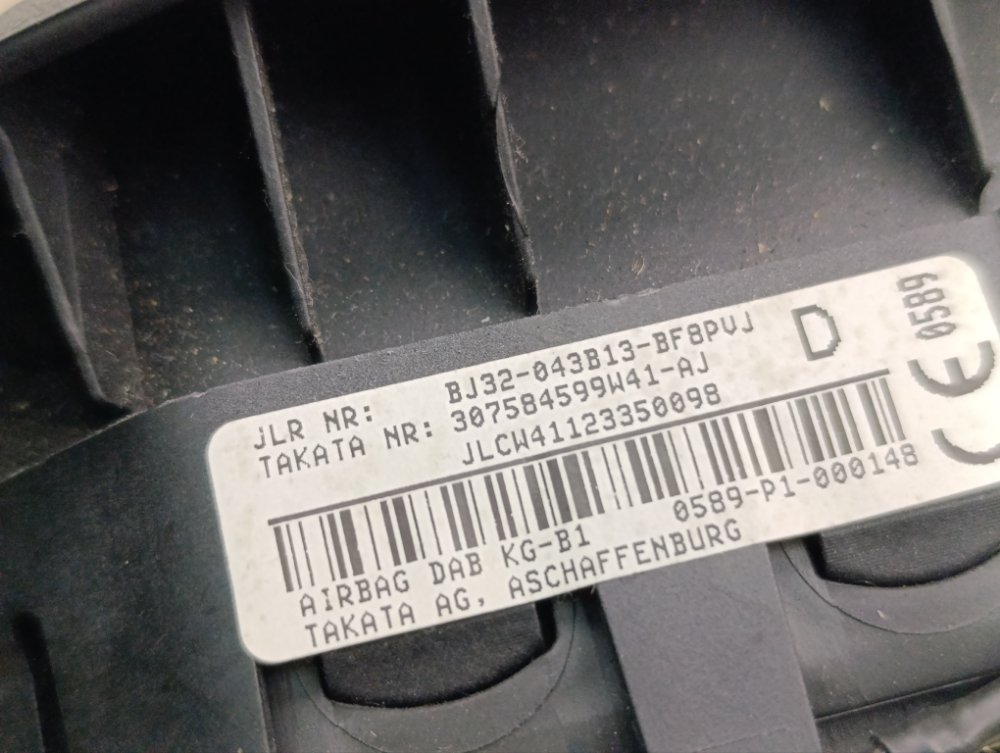 JLR NR: BJ32-043B13-BF8PVJ D
TAKATA NR: 307584599W41-AJ
JLCW41123350098
CE 0589
AIRBAG DAB KG-B1 0589-P1-000148
TAKATA AG, ASCHAFFENBURG